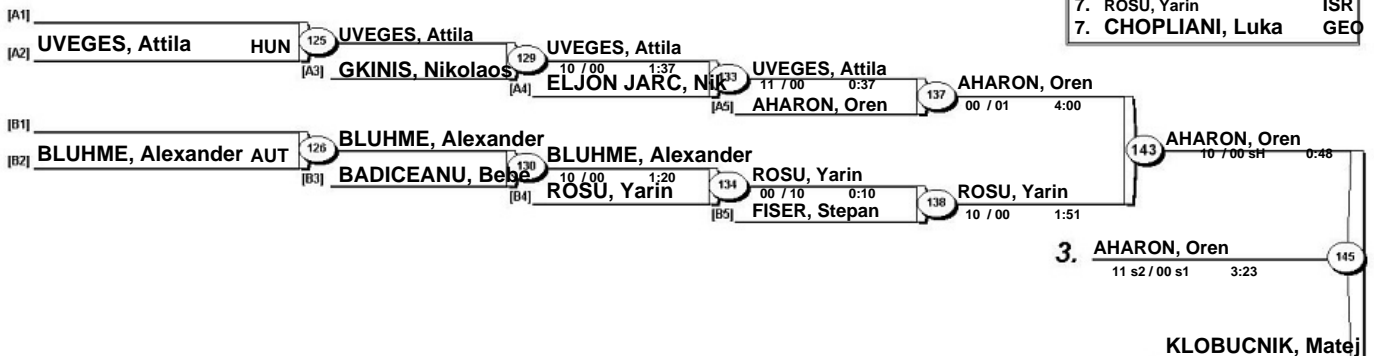 7. ROSU, Yarin ISR
7. CHOPLIANI, Luka GEO
[A1]
[A2] UVEGES, Attila HUN
125
UVEGES, Attila
[A3] GKINIS, Nikolaos
129
UVEGES, Attila
10 / 00 1:37
[A4] ELJON JARC, Nik
133
UVEGES, Attila
11 / 00 0:37
[A5] AHARON, Oren
137
AHARON, Oren
00 / 01 4:00
[B1]
[B2] BLUHME, Alexander AUT
126
BLUHME, Alexander
[B3] BADICEANU, Bebe
130
BLUHME, Alexander
10 / 00 1:20
[B4] ROSU, Yarin
134
ROSU, Yarin
00 / 10 0:10
[B5] FISER, Stepan
138
ROSU, Yarin
10 / 00 1:51
143
AHARON, Oren
10 / 00 sH 0:48
3. AHARON, Oren
11 s2 / 00 s1 3:23
145
KLOBUCNIK, Matej